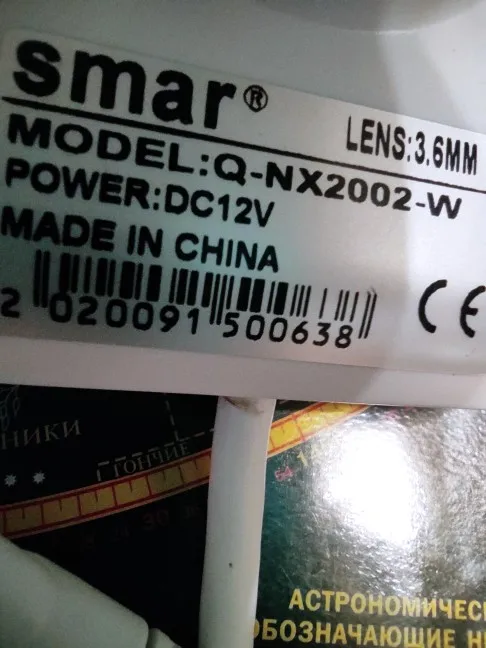 smar®
LENS:3.6MM
MODEL:Q-NX2002-W
POWER:DC12V
MADE IN CHINA
CE
2 020091 500638
НИКИ
ГОНЧИЕ
30
АСТРОНОМИЧЕС
ОБОЗНАЧАЮЩИЕ Н